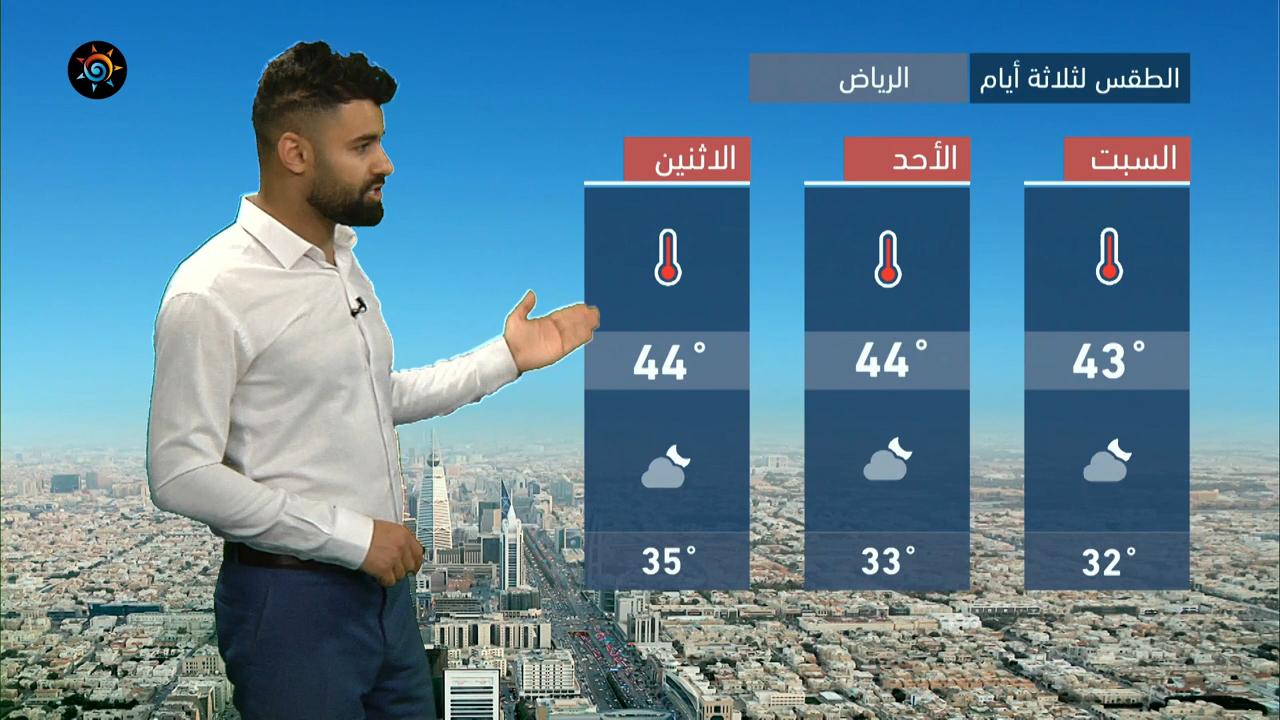 الطقس لثلاثة أيام
الرياض
السبت
الأحد
الاثنين
43°
44°
44°
32°
33°
35°